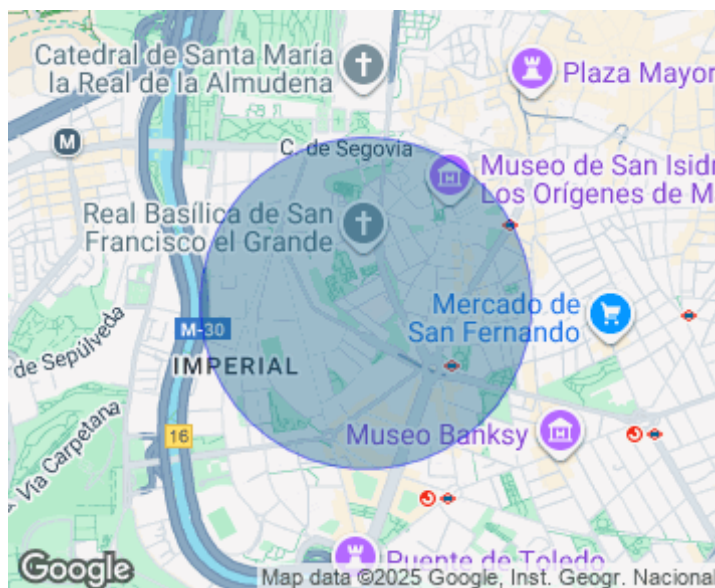 Catedral de Santa María
la Real de la Almudena
Plaza Mayor
M
C. de Segovia
Museo de San Isidr
Los Orígenes de M
Real Basílica de San
Francisco el Grande
Mercado de
San Fernando
M-30
de Sepúlveda
IMPERIAL
Vía Carpetana
16
Museo Banksy
Puente de Toledo
Google
Map data ©2025 Google, Inst. Geogr. Nacional